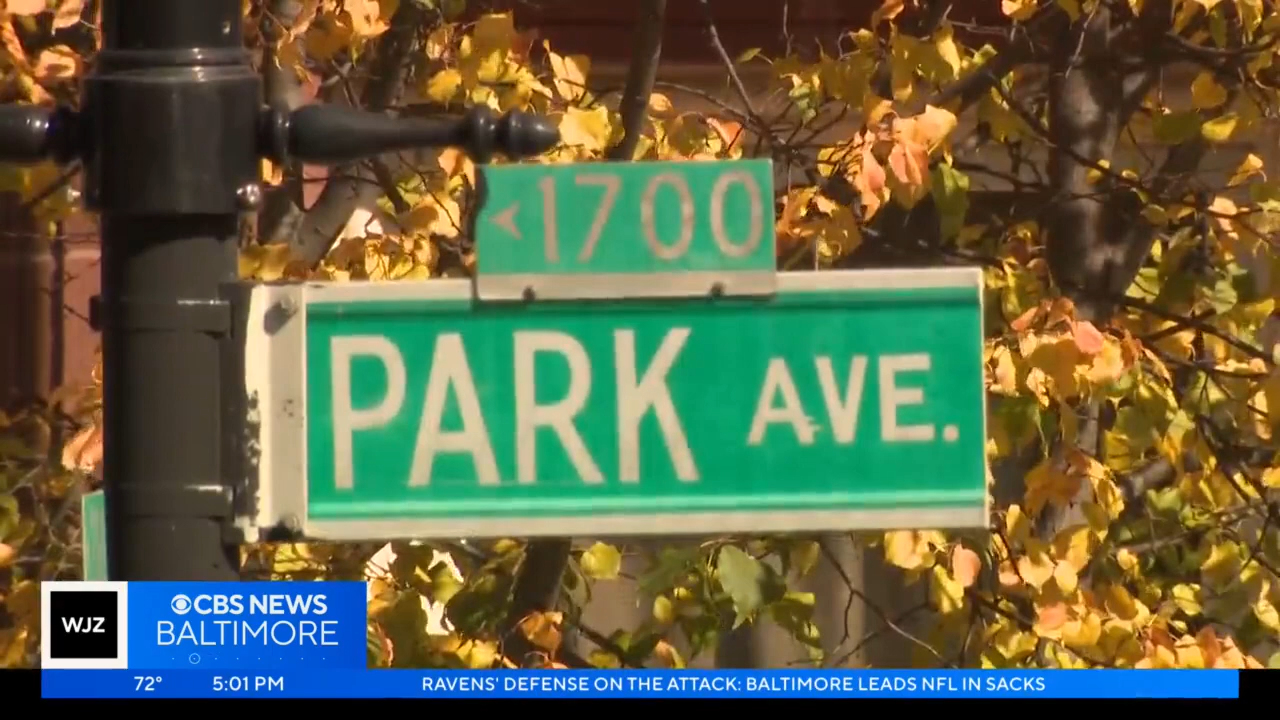 <1700
PARK AVE.
WJZ
CBS NEWS
BALTIMORE
72° 5:01 PM RAVENS' DEFENSE ON THE ATTACK: BALTIMORE LEADS NFL IN SACKS